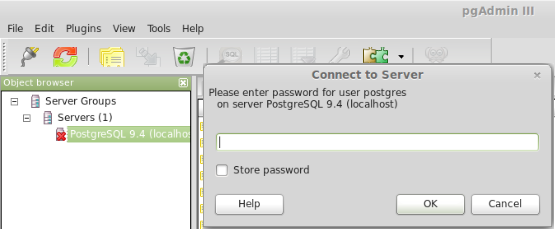 pgAdmin III
File Edit Plugins View Tools Help
SQL
Object browser
Server Groups
Servers (1)
PostgreSQL 9.4 (localhos
Connect to Server
Please enter password for user postgres
on server PostgreSQL 9.4 (localhost)
Store password
Help OK Cancel